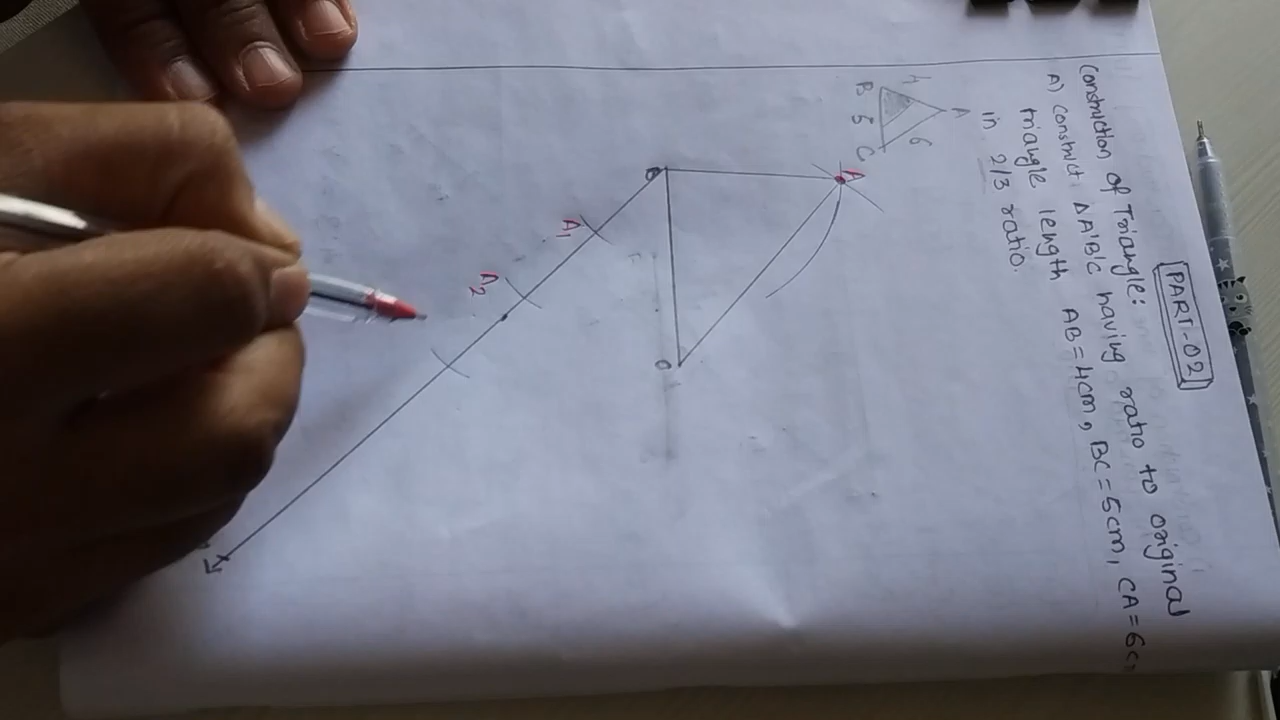 PART-02
Construction of Triangle:
A) Construct ΔA'B'C having ratio to original
triangle length AB=4cm, BC=5cm, CA=6c
in 2/3 ratio.
A
4
6
B
5
C
A
B
C
A₁
A₂